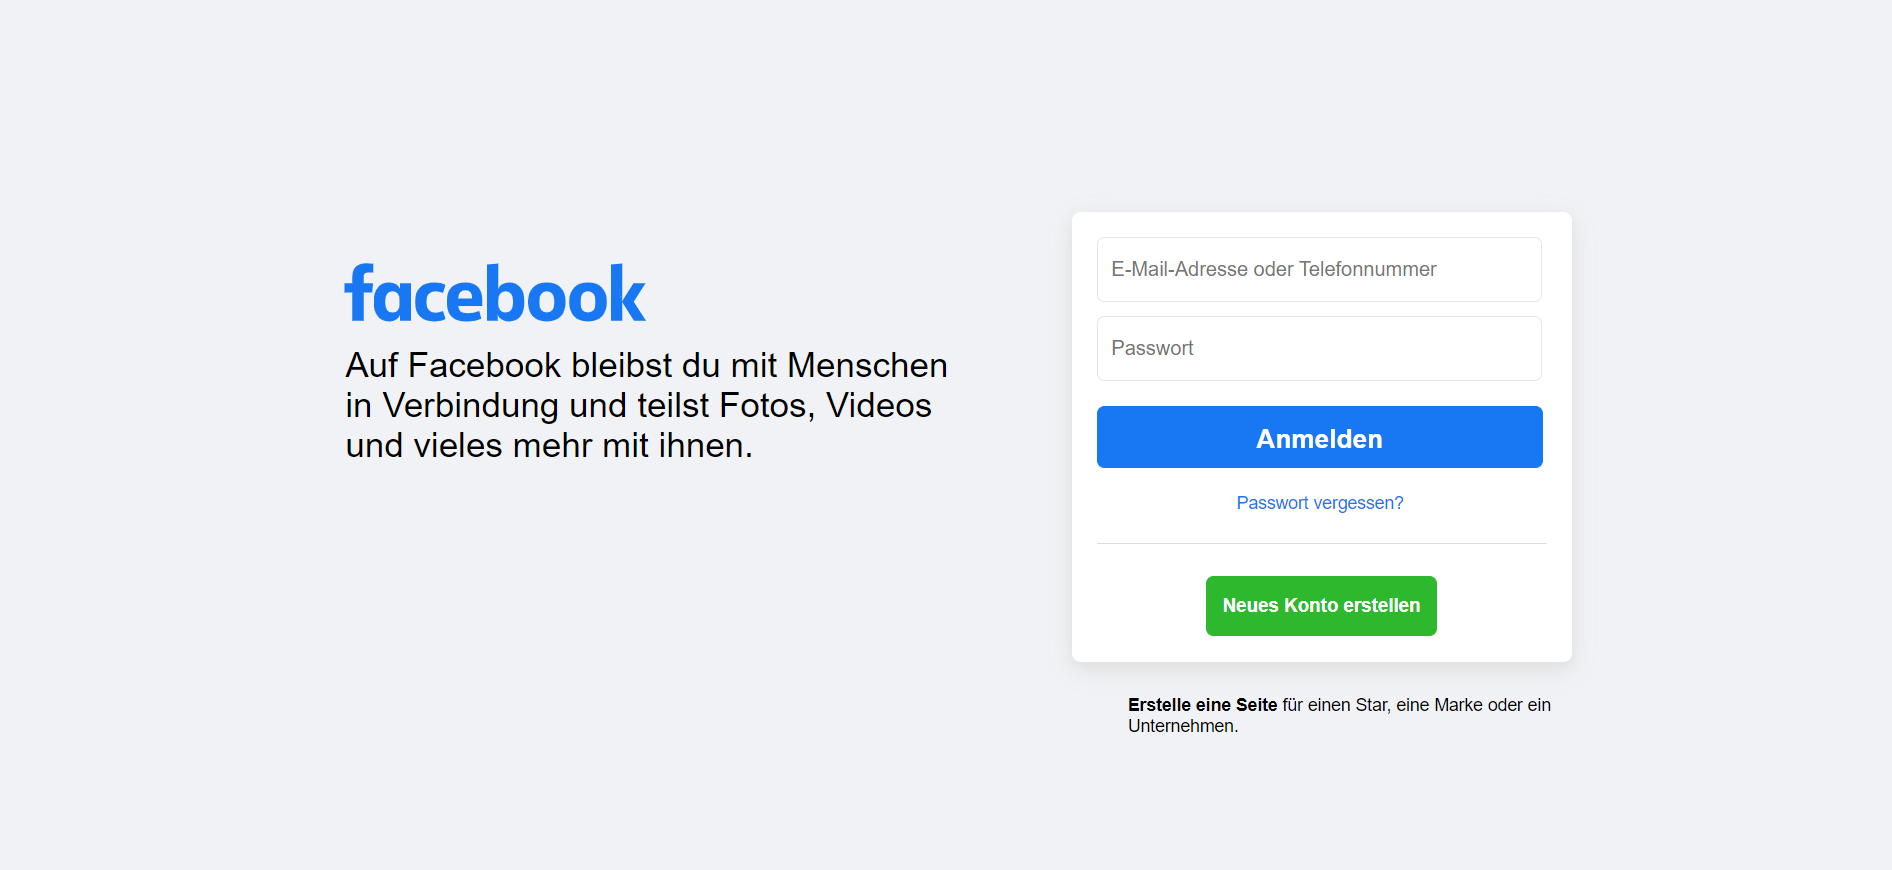 facebook
Auf Facebook bleibst du mit Menschen
in Verbindung und teilst Fotos, Videos
und vieles mehr mit ihnen.
E-Mail-Adresse oder Telefonnummer
Passwort
Anmelden
Passwort vergessen?
Neues Konto erstellen
Erstelle eine Seite für einen Star, eine Marke oder ein
Unternehmen.